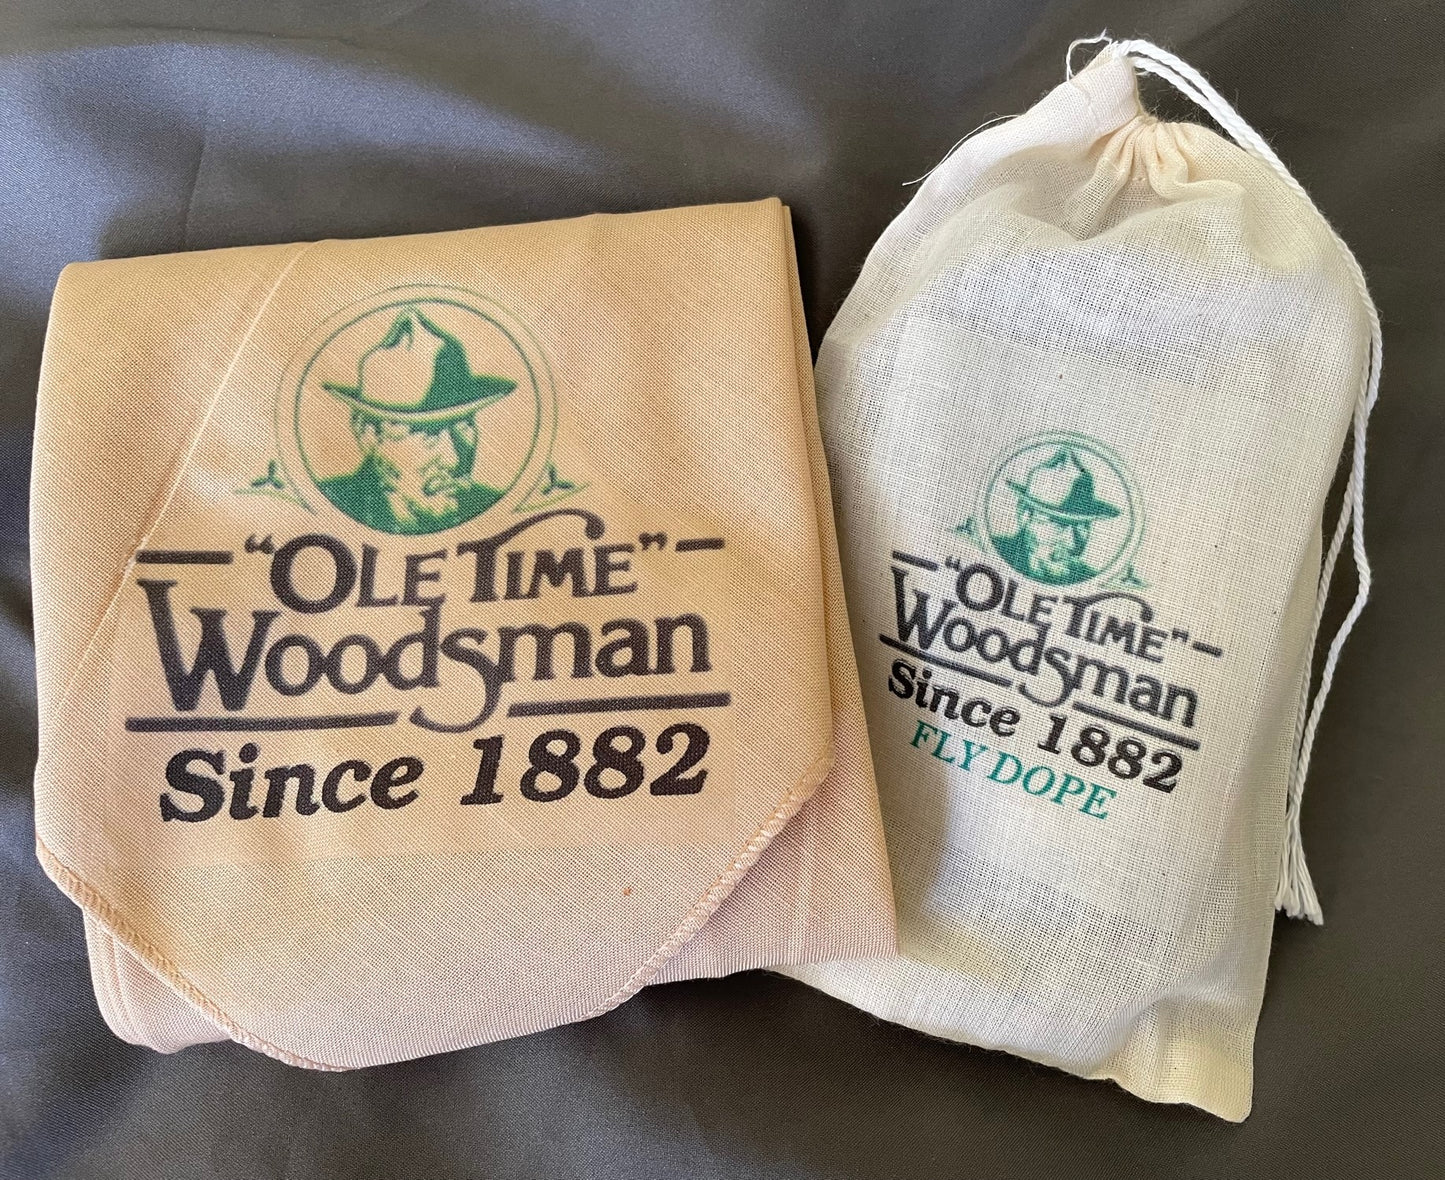 “OLE TIME”
Woodsman
Since 1882
“OLE TIME”
Woodsman
Since 1882
FLY DOPE